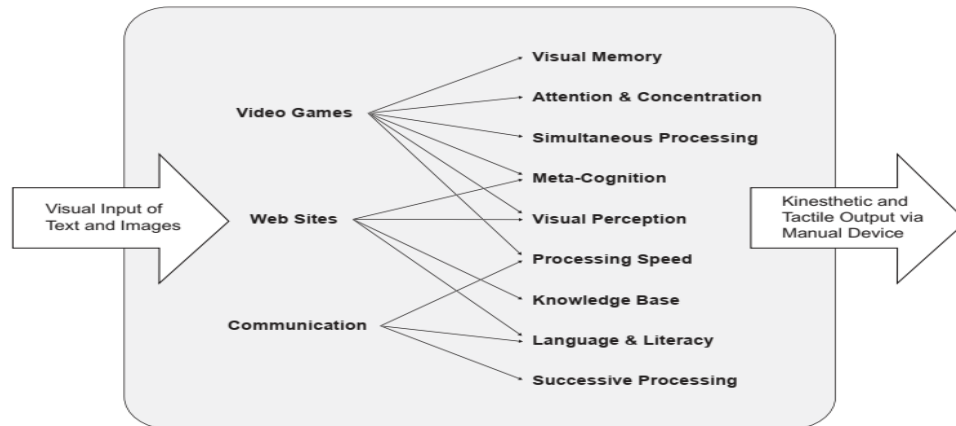 Visual Memory
Attention & Concentration
Video Games
Simultaneous Processing
Meta-Cognition
Visual Input of
Text and Images
Web Sites
Visual Perception
Kinesthetic and
Tactile Output via
Manual Device
Processing Speed
Knowledge Base
Communication
Language & Literacy
Successive Processing